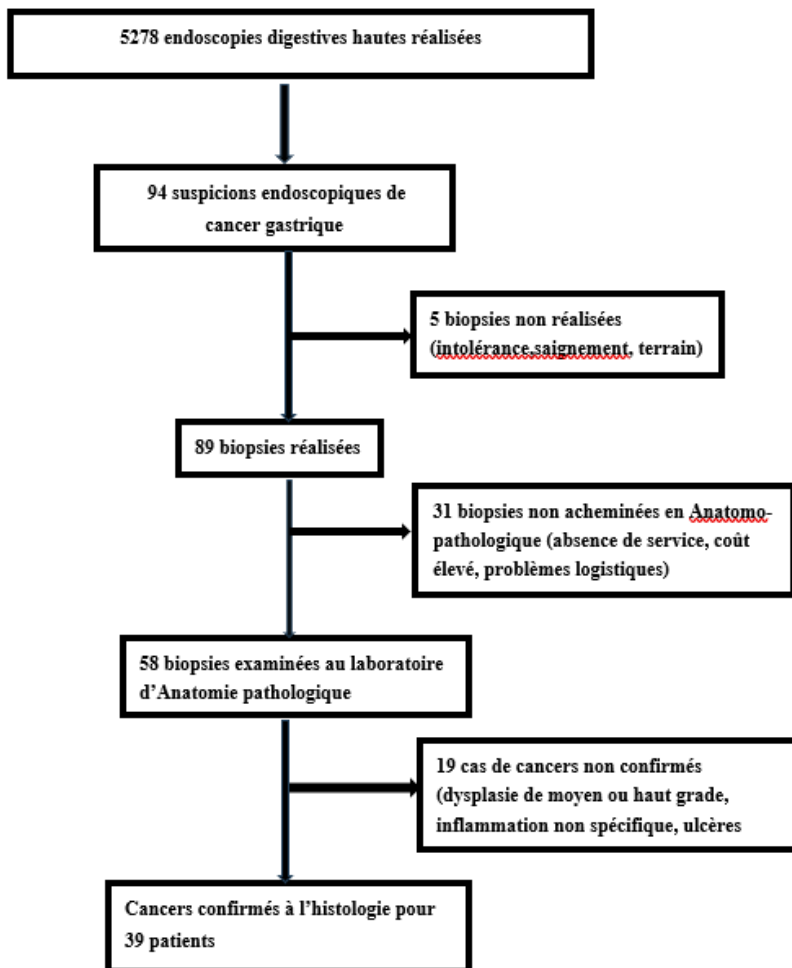 5278 endoscopies digestives hautes réalisées
94 suspicions endoscopiques de
cancer gastrique
5 biopsies non réalisées
(intolérance,saignement, terrain)
89 biopsies réalisées
31 biopsies non acheminées en Anatomo-
pathologique (absence de service, coût
élevé, problèmes logistiques)
58 biopsies examinées au laboratoire
d’Anatomie pathologique
19 cas de cancers non confirmés
(dysplasie de moyen ou haut grade,
inflammation non spécifique, ulcères
Cancers confirmés à l’histologie pour
39 patients